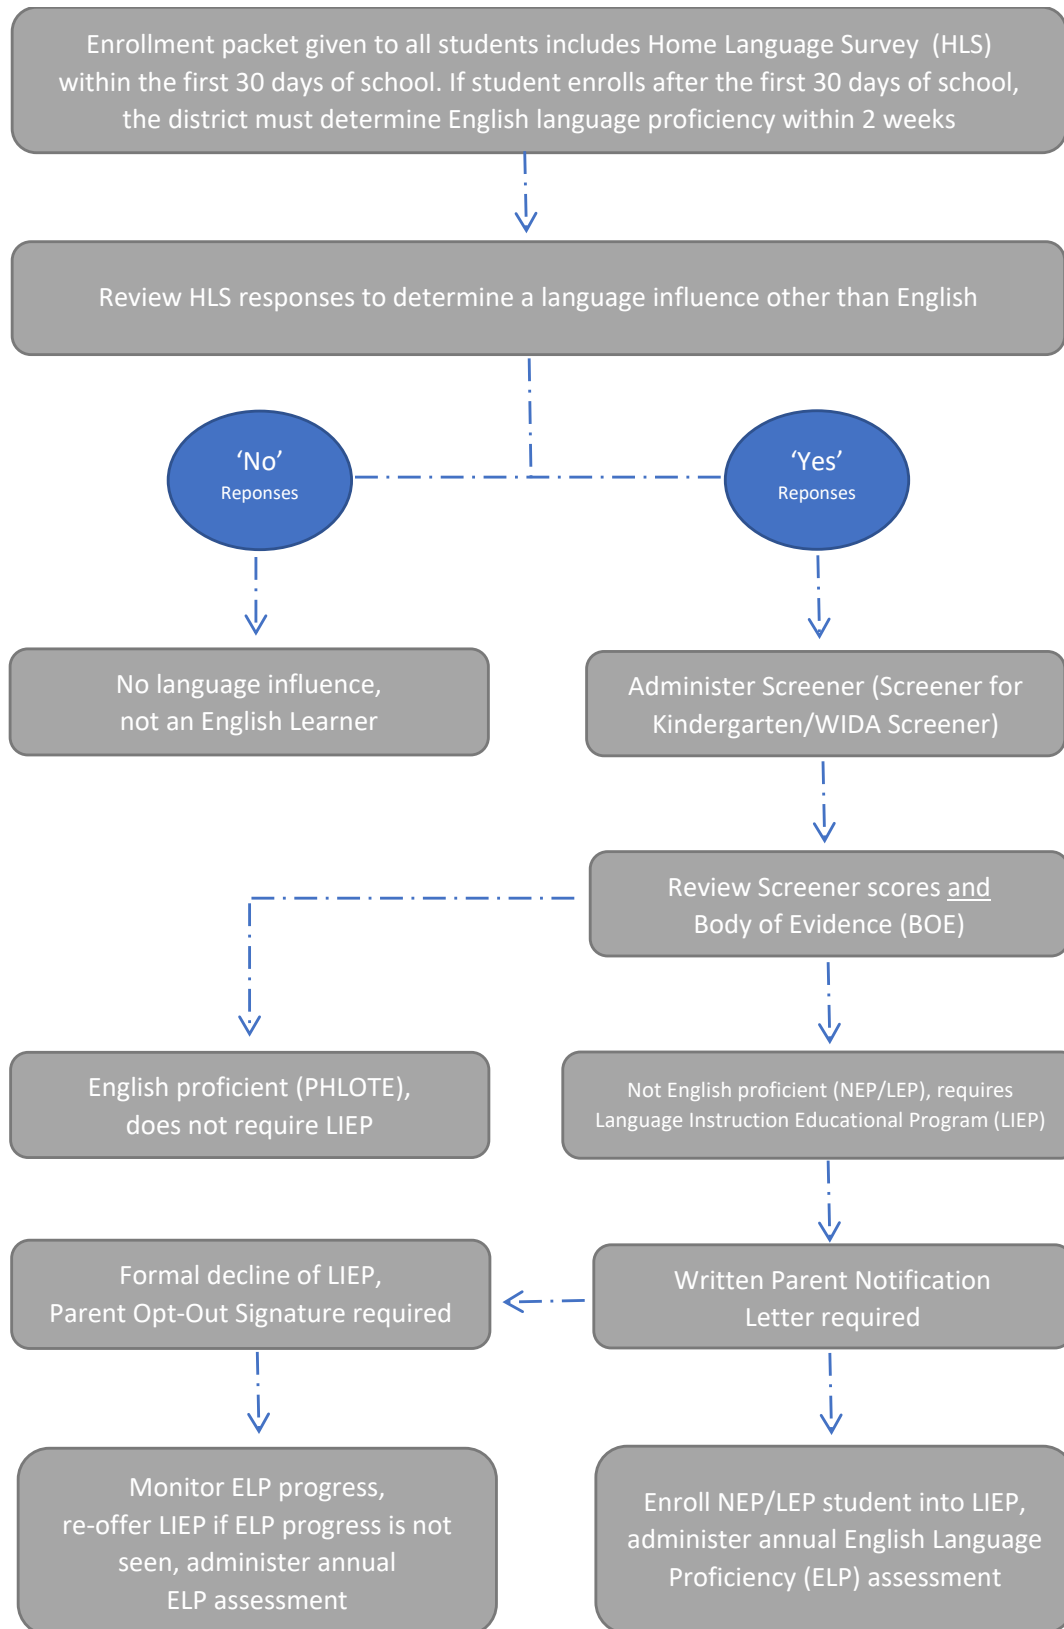 Enrollment packet given to all students includes Home Language Survey (HLS)
within the first 30 days of school. If student enrolls after the first 30 days of school,
the district must determine English language proficiency within 2 weeks
Review HLS responses to determine a language influence other than English
‘No’
Reponses
‘Yes’
Reponses
No language influence,
not an English Learner
Administer Screener (Screener for
Kindergarten/WIDA Screener)
Review Screener scores and
Body of Evidence (BOE)
English proficient (PHLOTE),
does not require LIEP
Not English proficient (NEP/LEP), requires
Language Instruction Educational Program (LIEP)
Formal decline of LIEP,
Parent Opt-Out Signature required
Written Parent Notification
Letter required
Monitor ELP progress,
re-offer LIEP if ELP progress is not
seen, administer annual
ELP assessment
Enroll NEP/LEP student into LIEP,
administer annual English Language
Proficiency (ELP) assessment